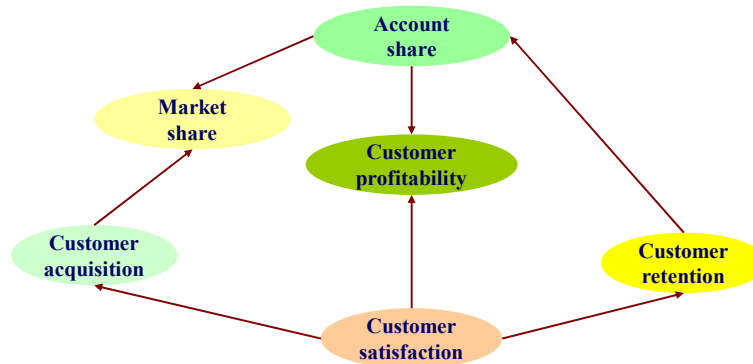 Account
share
Market
share
Customer
profitability
Customer
acquisition
Customer
retention
Customer
satisfaction